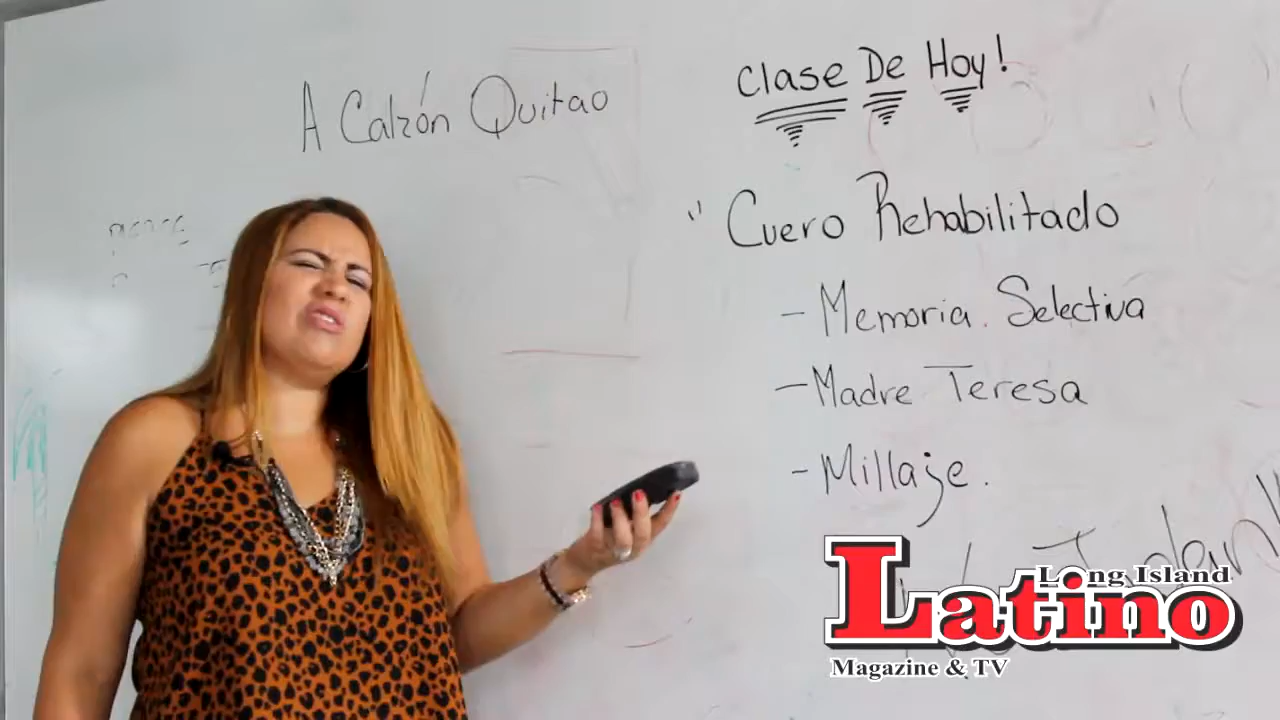 A Calzón Quitao
Clase De Hoy!
" Cuero Rehabilitado
- Memoria Selectiva
- Madre Teresa
- Millaje.
Long Island
Latino
Magazine & TV